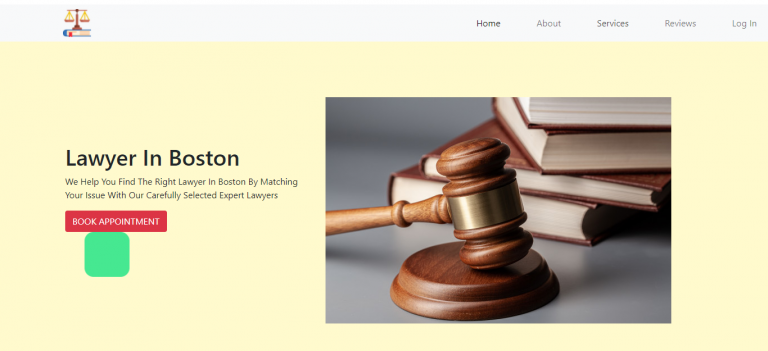 Home About Services Reviews Log In
Lawyer In Boston
We Help You Find The Right Lawyer In Boston By Matching
Your Issue With Our Carefully Selected Expert Lawyers
BOOK APPOINTMENT